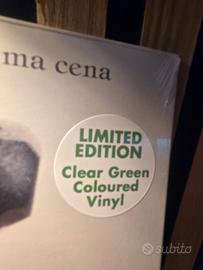 ma cena
LIMITED
EDITION
Clear Green
Coloured
Vinyl
subito